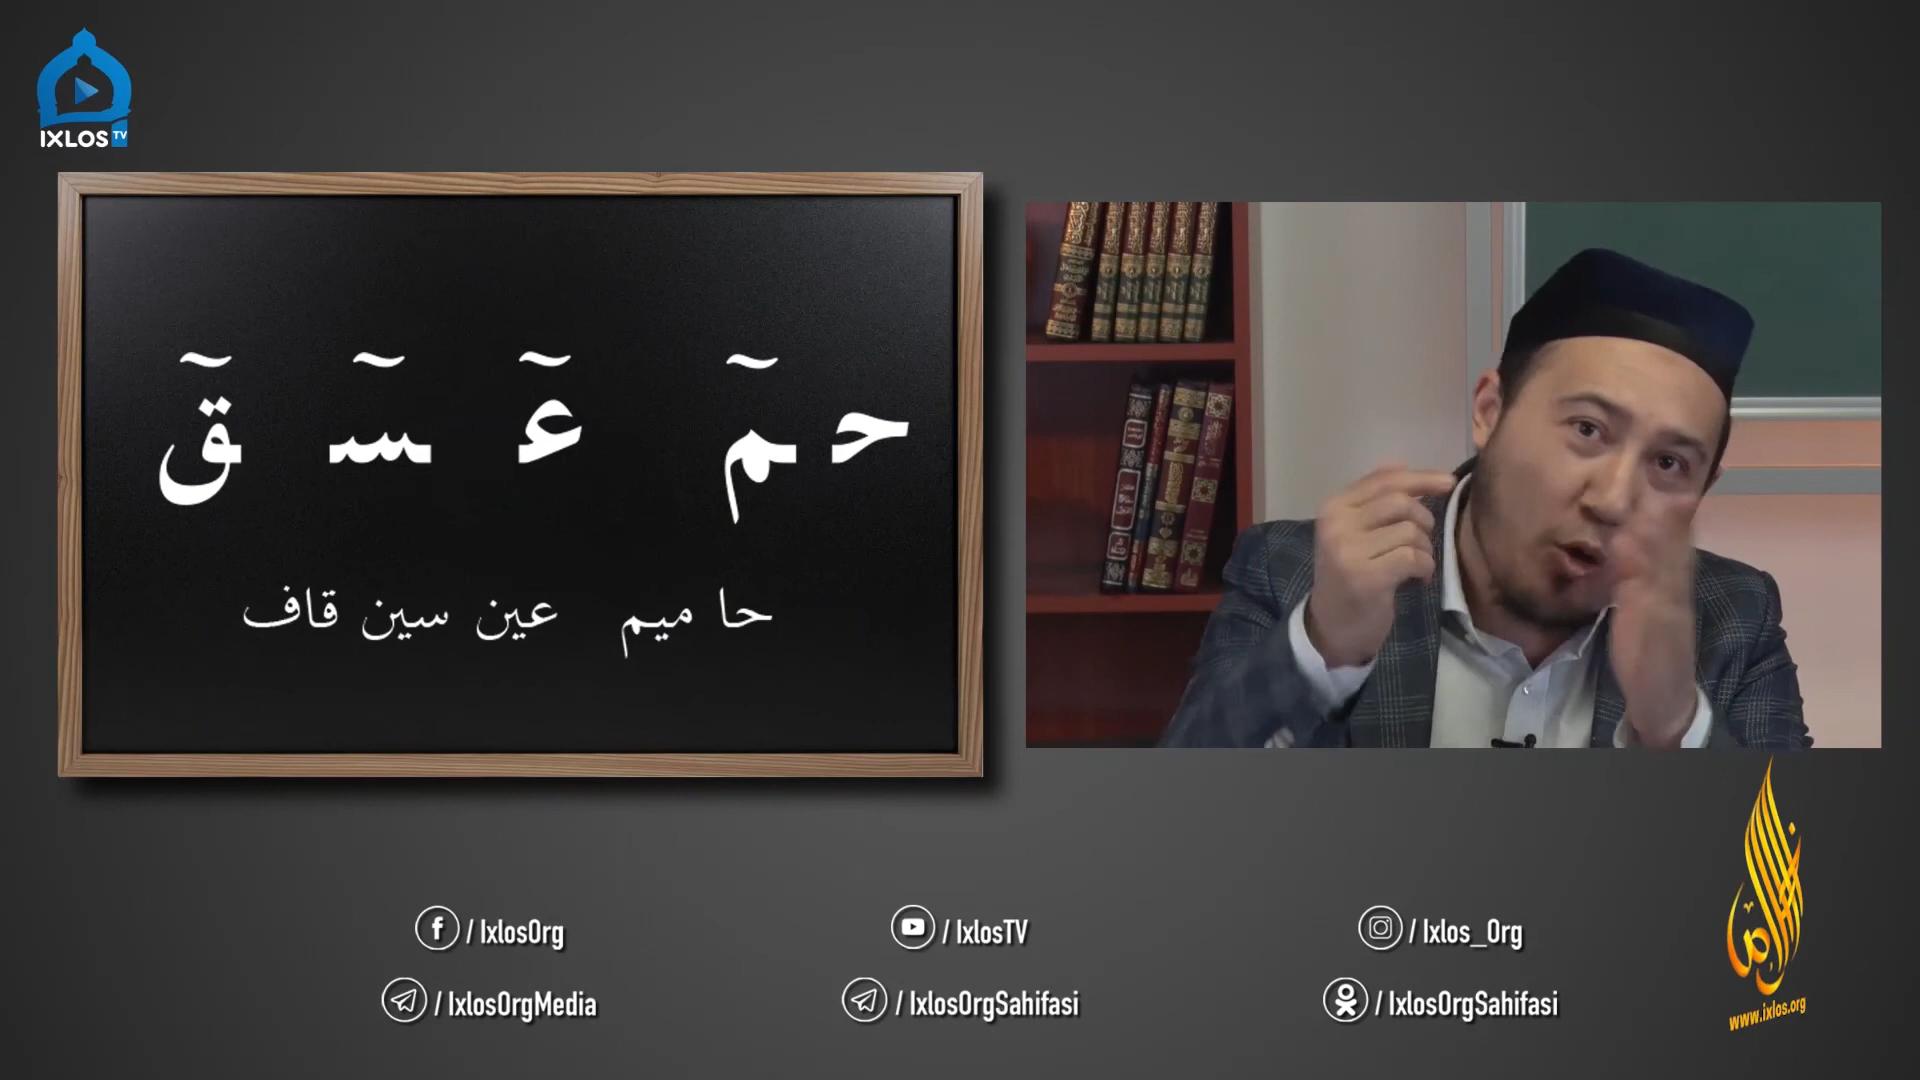 IXLOS TV
حمٓ عٓسٓقٓ
حا ميم عين سين قاف
/ IxlosOrg
/ IxlosTV
/ Ixlos_Org
/ IxlosOrgMedia
/ IxlosOrgSahifasi
/ IxlosOrgSahifasi
www.ixlos.org